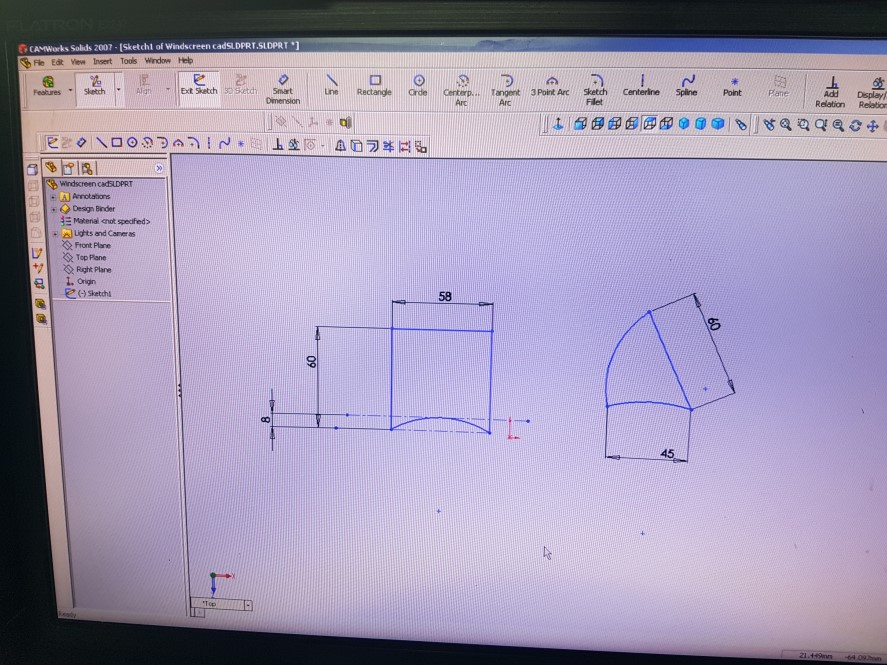 FLATRON
CAMWorks Solids 2007 - [Sketch1 of Windscreen cadSLDPRT.SLDPRT *]
File Edit View Insert Tools Window Help
Features Sketch Align Exit Sketch 3D Sketch Smart Dimension Line Rectangle Circle Centerp... Arc Tangent Arc 3 Point Arc Sketch Fillet Centerline Spline Point Plane Add Relation Display/ Relation
Windscreen cadSLDPRT
Annotations
Design Binder
Material <not specified>
Lights and Cameras
Front Plane
Top Plane
Right Plane
Origin
(-) Sketch1
58
60
8
60
45
*Top
Ready
21.449mm